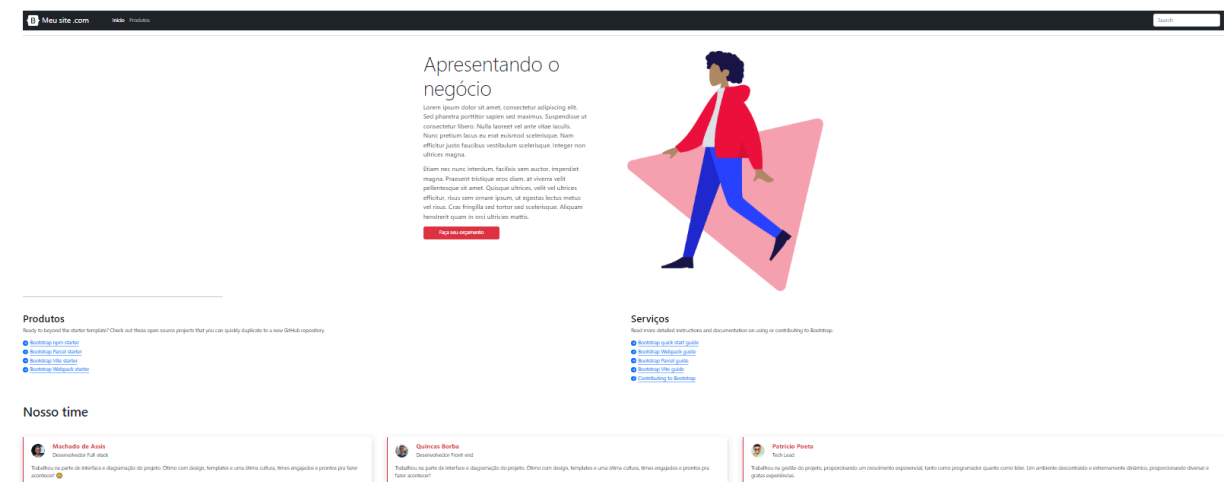 B Meu site .com Início Produtos Search
Apresentando o
negócio
Lorem ipsum dolor sit amet, consectetur adipiscing elit.
Sed pharetra porttitor sapien sed maximus. Suspendisse ut
consectetur libero. Nulla laoreet vel ante vitae iaculis.
Nunc pretium lacus eu erat euismod scelerisque. Nam
efficitur justo faucibus vestibulum scelerisque. Integer non
ultrices magna.
Etiam nec nunc interdum, facilisis sem auctor, imperdiet
magna. Praesent tristique eros diam, at viverra velit
pellentesque sit amet. Quisque ultrices, velit vel ultrices
efficitur, risus sem ornare ipsum, ut egestas lectus metus
vel risus. Cras fringilla sed tortor sed scelerisque. Aliquam
hendrerit quam in orci ultricies mattis.
Faça seu orçamento
Produtos
Ready to beyond the starter template? Check out these open source projects that you can quickly duplicate to a new GitHub repository.
Bootstrap npm starter
Bootstrap Parcel starter
Bootstrap Vite starter
Bootstrap Webpack starter
Serviços
Read more detailed instructions and documentation on using or contributing to Bootstrap.
Bootstrap quick start guide
Bootstrap Webpack guide
Bootstrap Parcel guide
Bootstrap Vite guide
Contributing to Bootstrap
Nosso time
Machado de Assis
Desenvolvedor Full stack
Trabalhou na parte de interface e diagramação do projeto. Ótimo com design, templates e uma ótima cultura, times engajados e prontos pra fazer
acontecer! 😂
Quincas Borba
Desenvolvedor Front-end
Trabalhou na parte de interface e diagramação do projeto. Ótimo com design, templates e uma ótima cultura, times engajados e prontos pra
fazer acontecer!
Patrício Poeta
Tech Lead
Trabalhou na gestão do projeto, proporcionando um crescimento exponencial, tanto como programador quanto como líder. Um ambiente descontraído e extremamente dinâmico, proporcionando diversas e
gratas experiências.